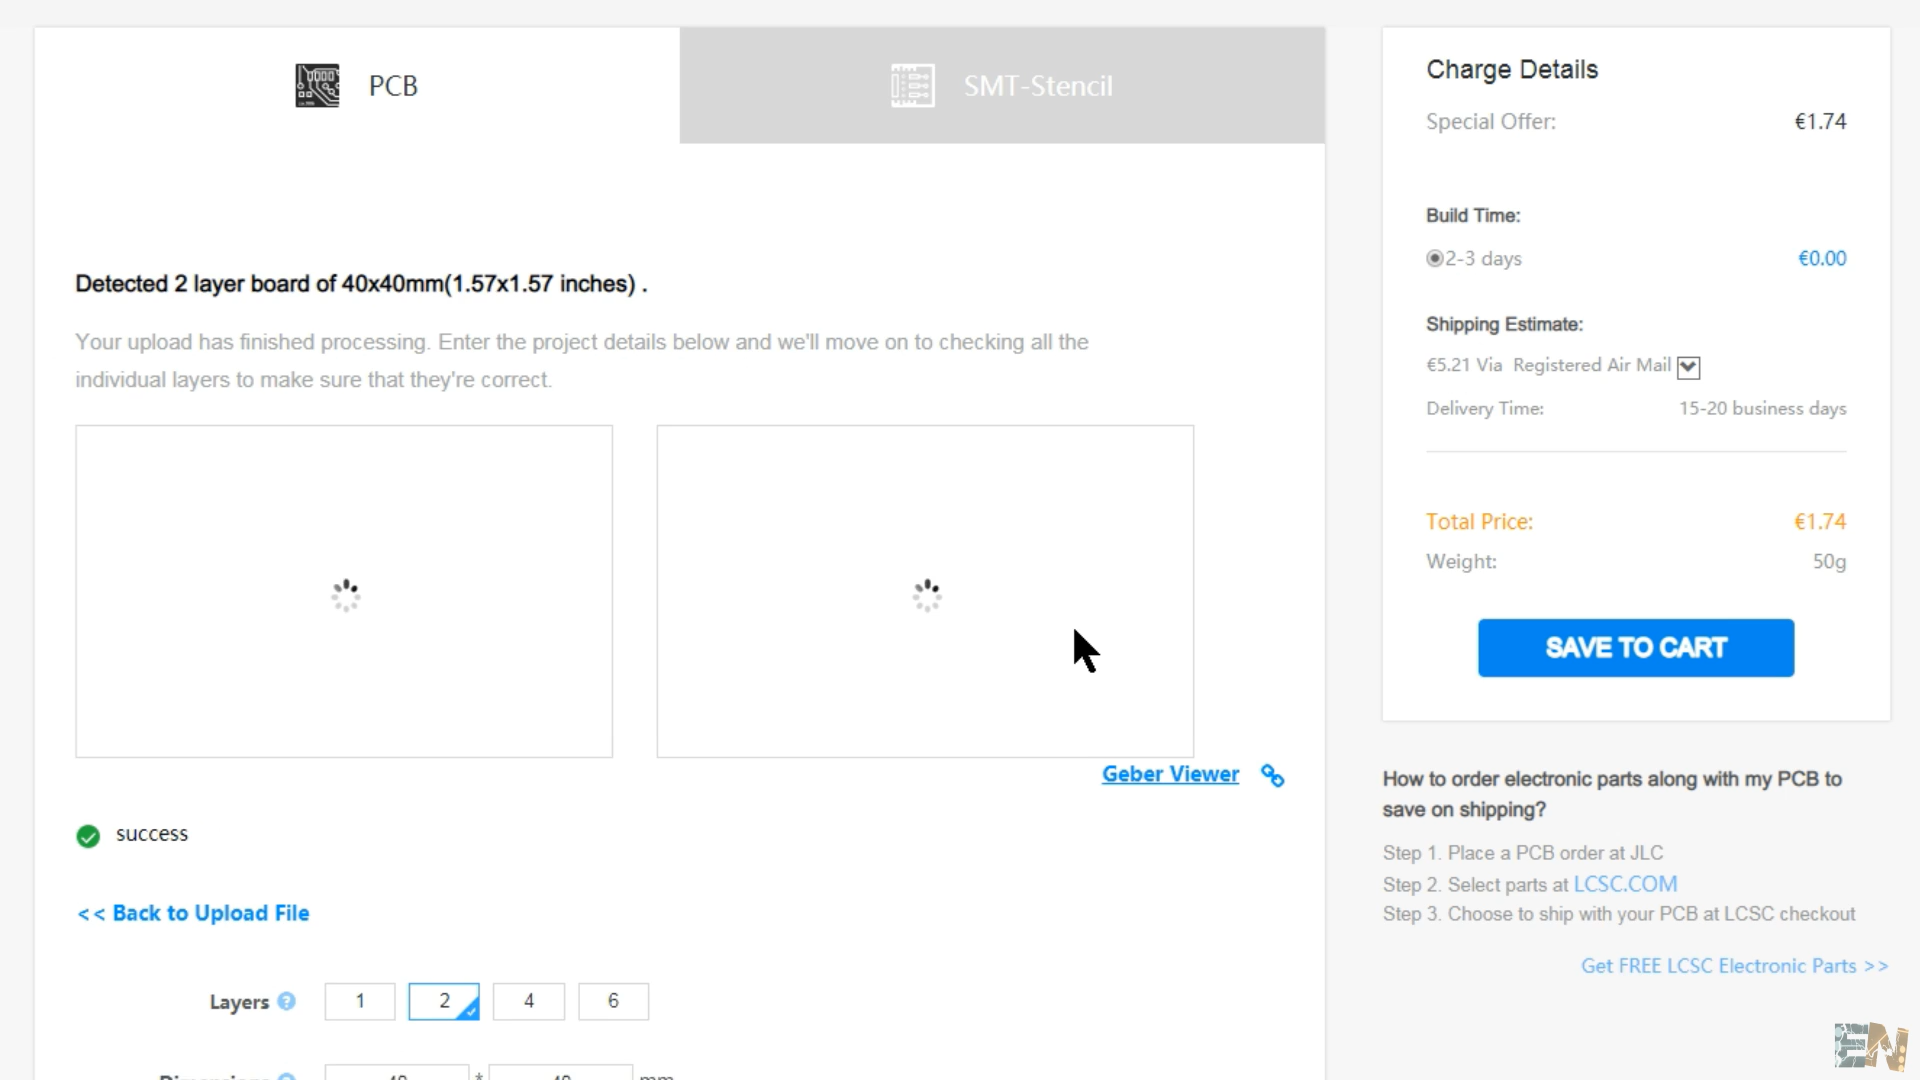 PCB
SMT-Stencil
Detected 2 layer board of 40x40mm(1.57x1.57 inches) .
Your upload has finished processing. Enter the project details below and we'll move on to checking all the
individual layers to make sure that they're correct.
Geber Viewer
success
<< Back to Upload File
Layers ? 1 2 4 6
Dimensions 40 * 40 mm
Charge Details
Special Offer: €1.74
Build Time:
2-3 days €0.00
Shipping Estimate:
€5.21 Via Registered Air Mail
Delivery Time: 15-20 business days
Total Price: €1.74
Weight: 50g
SAVE TO CART
How to order electronic parts along with my PCB to
save on shipping?
Step 1. Place a PCB order at JLC
Step 2. Select parts at LCSC.COM
Step 3. Choose to ship with your PCB at LCSC checkout
Get FREE LCSC Electronic Parts >>
EN